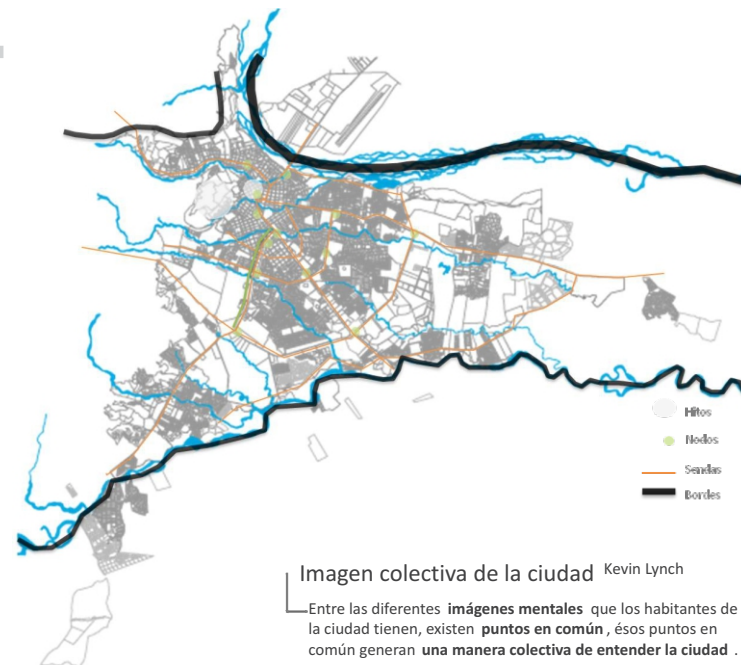 Hitos
Nodos
Sendas
Bordes
Imagen colectiva de la ciudad Kevin Lynch
Entre las diferentes imágenes mentales que los habitantes de
la ciudad tienen, existen puntos en común , ésos puntos en
común generan una manera colectiva de entender la ciudad .